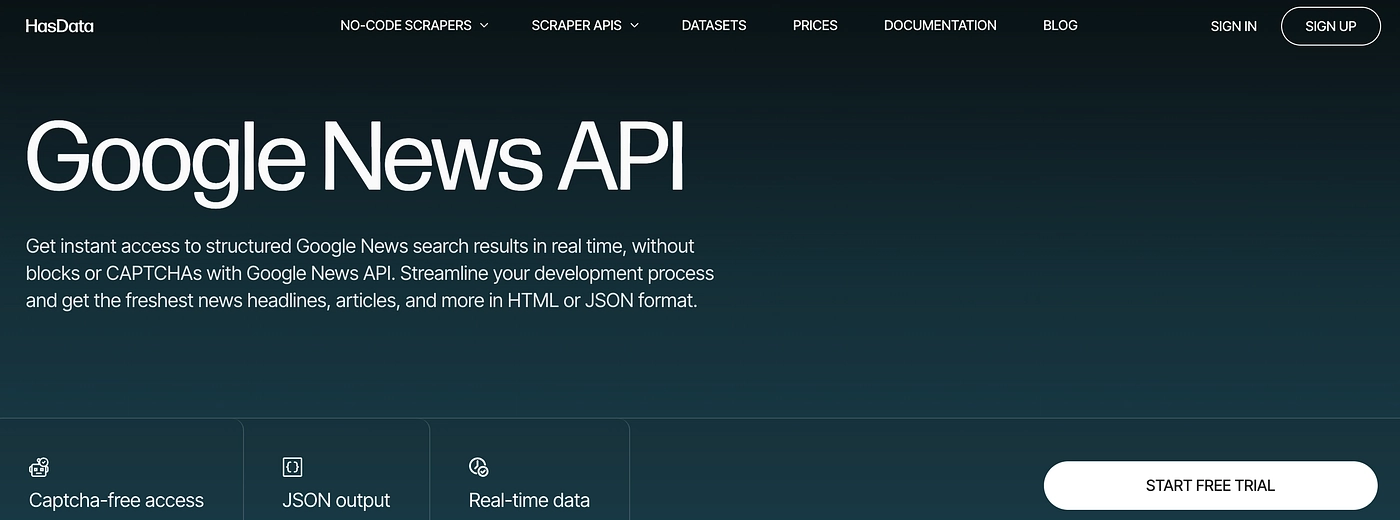 HasData
NO-CODE SCRAPERS
SCRAPER APIS
DATASETS
PRICES
DOCUMENTATION
BLOG
SIGN IN
SIGN UP
Google News API
Get instant access to structured Google News search results in real time, without
blocks or CAPTCHAs with Google News API. Streamline your development process
and get the freshest news headlines, articles, and more in HTML or JSON format.
Captcha-free access
JSON output
Real-time data
START FREE TRIAL